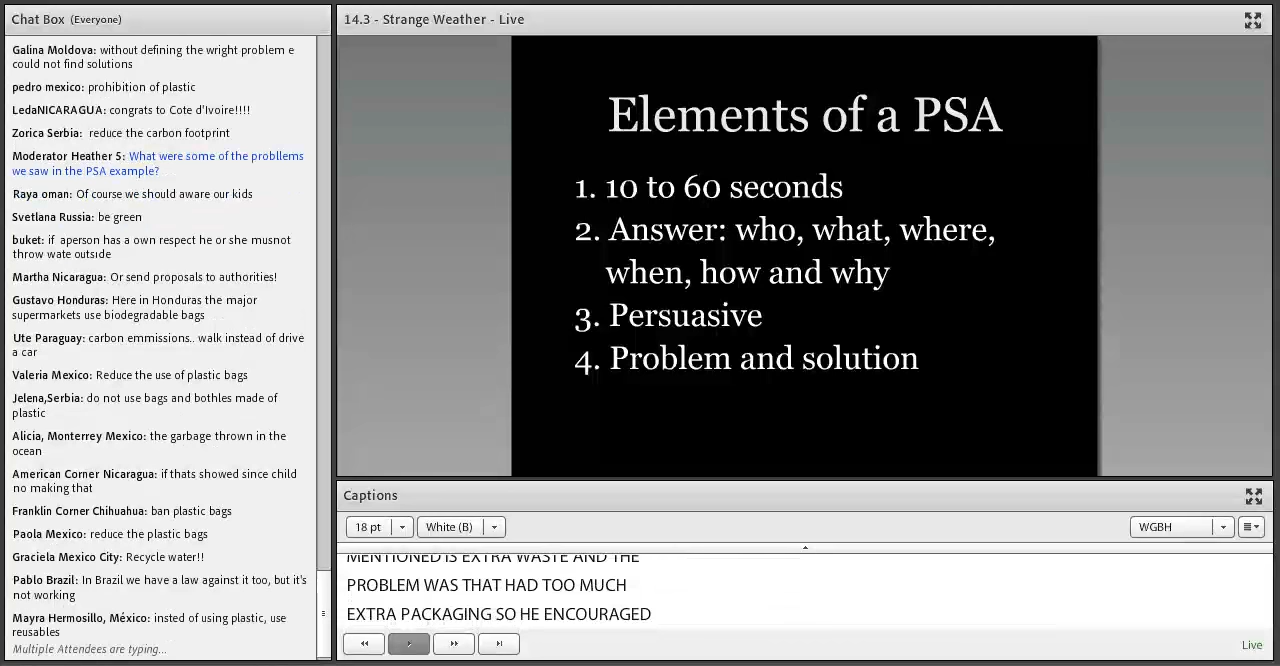 Chat Box (Everyone)
Galina Moldova: without defining the wright problem e
could not find solutions
pedro mexico: prohibition of plastic
LedaNICARAGUA: congrats to Cote d'Ivoire!!!!
Zorica Serbia: reduce the carbon footprint
Moderator Heather 5: What were some of the probllems
we saw in the PSA example?
Raya oman: Of course we should aware our kids
Svetlana Russia: be green
buket: if aperson has a own respect he or she musnot
throw wate outside
Martha Nicaragua: Or send proposals to authorities!
Gustavo Honduras: Here in Honduras the major
supermarkets use biodegradable bags
Ute Paraguay: carbon emmissions.. walk instead of drive
a car
Valeria Mexico: Reduce the use of plastic bags
Jelena,Serbia: do not use bags and bothles made of
plastic
Alicia, Monterrey Mexico: the garbage thrown in the
ocean
American Corner Nicaragua: if thats showed since child
no making that
Franklin Corner Chihuahua: ban plastic bags
Paola Mexico: reduce the plastic bags
Graciela Mexico City: Recycle water!!
Pablo Brazil: In Brazil we have a law against it too, but it's
not working
Mayra Hermosillo, México: insted of using plastic, use
reusables
Multiple Attendees are typing...
14.3 - Strange Weather - Live
Elements of a PSA
1. 10 to 60 seconds
2. Answer: who, what, where,
when, how and why
3. Persuasive
4. Problem and solution
Captions
18 pt
White (B)
WGBH
MENTIONED IS EXTRA WASTE AND THE
PROBLEM WAS THAT HAD TOO MUCH
EXTRA PACKAGING SO HE ENCOURAGED
Live